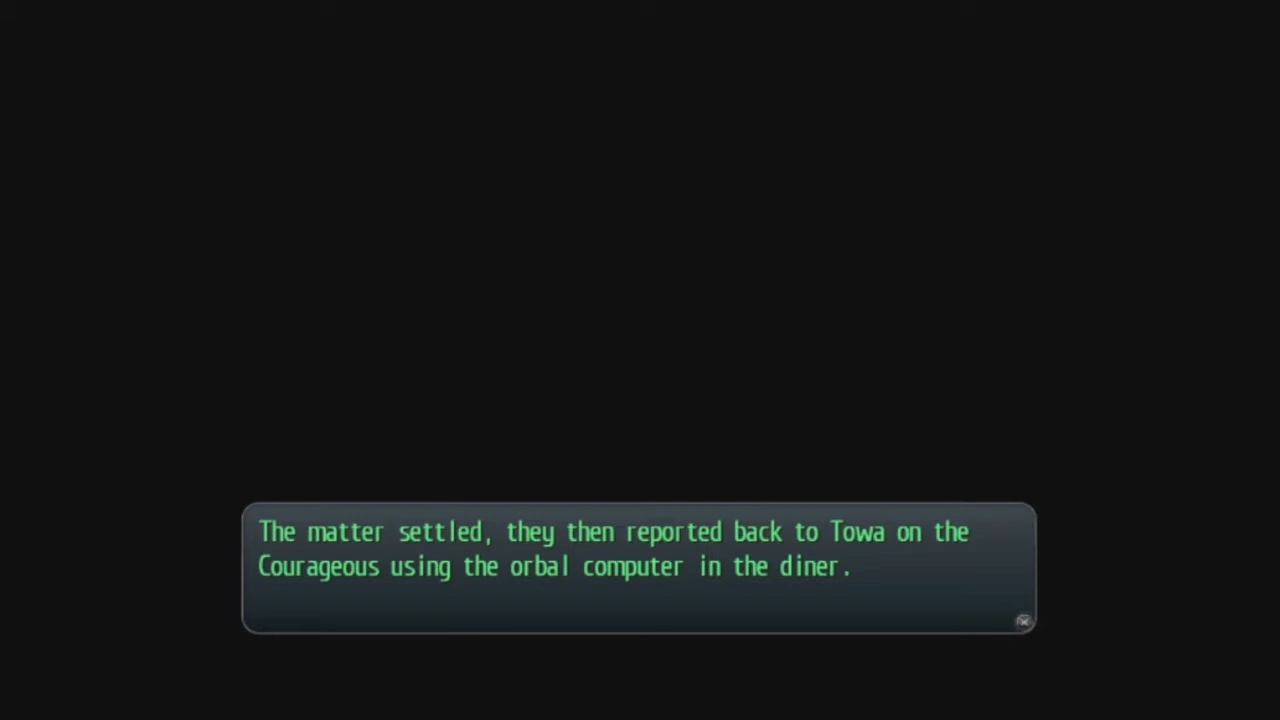 The matter settled, they then reported back to Towa on the
Courageous using the orbal computer in the diner.